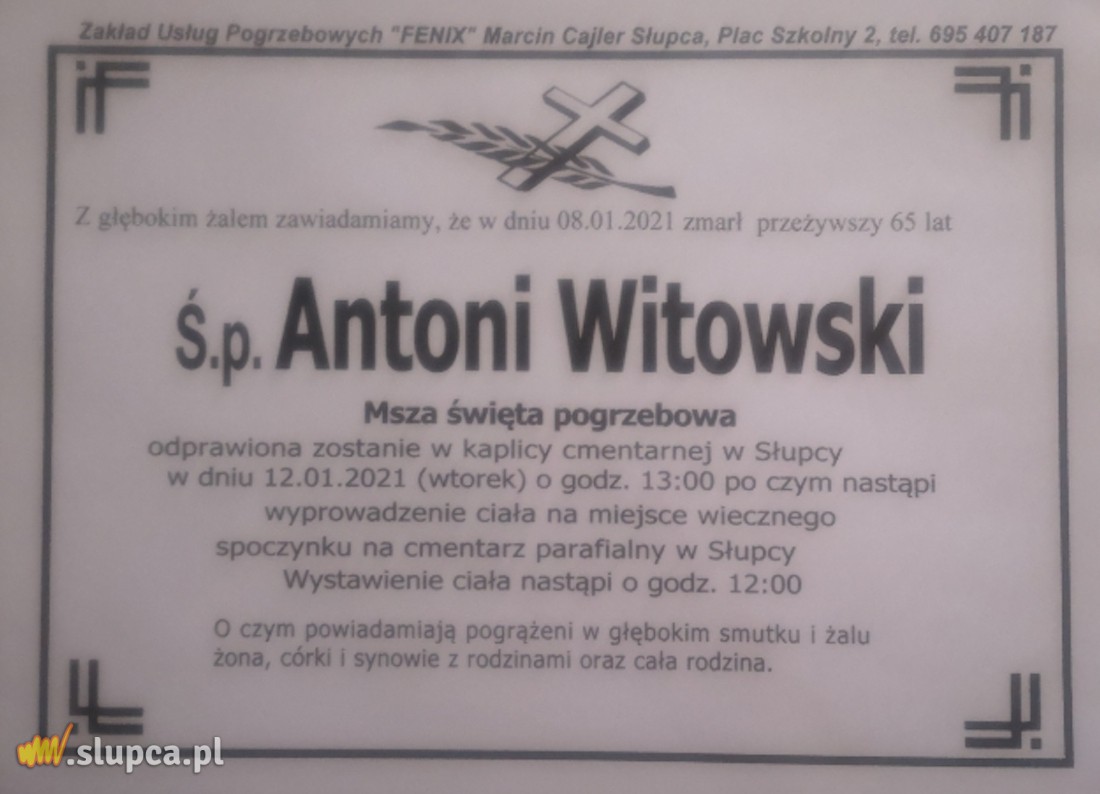 Zakład Usług Pogrzebowych "FENIX" Marcin Cajler Słupca, Plac Szkolny 2, tel. 695 407 187
Z głębokim żalem zawiadamiamy, że w dniu 08.01.2021 zmarł przeżywszy 65 lat
Ś.p. Antoni Witowski
Msza święta pogrzebowa
odprawiona zostanie w kaplicy cmentarnej w Słupcy
w dniu 12.01.2021 (wtorek) o godz. 13:00 po czym nastąpi
wyprowadzenie ciała na miejsce wiecznego
spoczynku na cmentarz parafialny w Słupcy
Wystawienie ciała nastąpi o godz. 12:00
O czym powiadamiają pogrążeni w głębokim smutku i żalu
żona, córki i synowie z rodzinami oraz cała rodzina.
www.slupca.pl